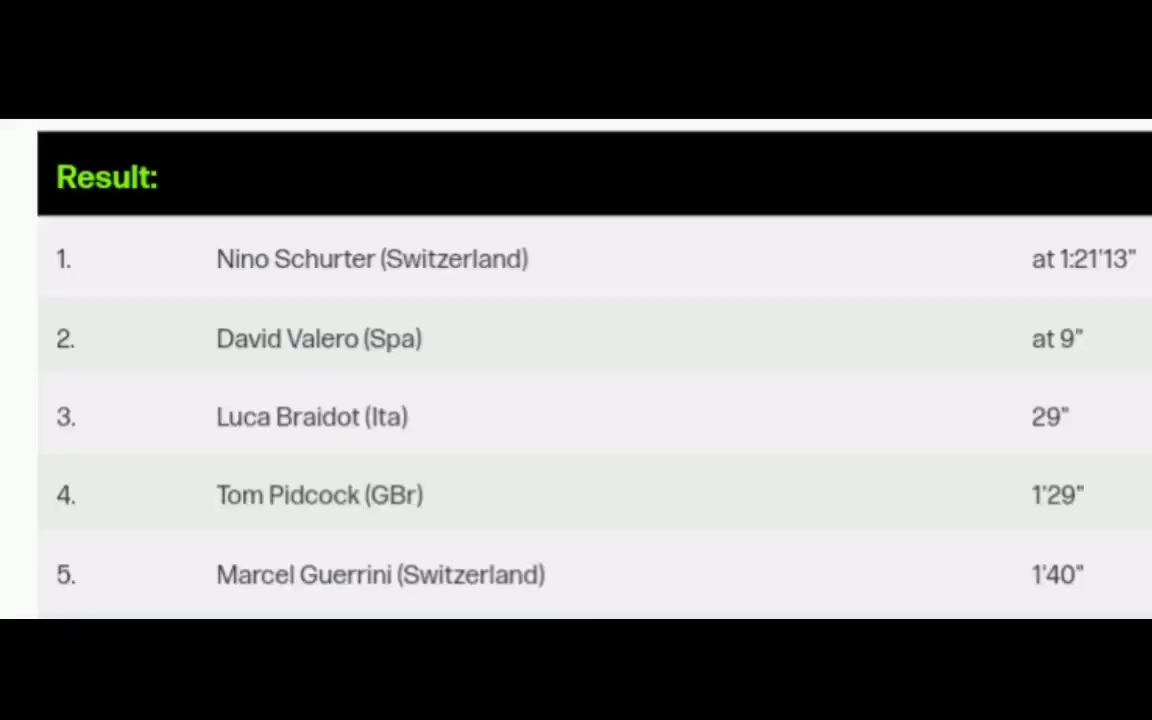 Result:
1. Nino Schurter (Switzerland) at 1:21'13"
2. David Valero (Spa) at 9"
3. Luca Braidot (Ita) 29"
4. Tom Pidcock (GBr) 1'29"
5. Marcel Guerrini (Switzerland) 1'40"